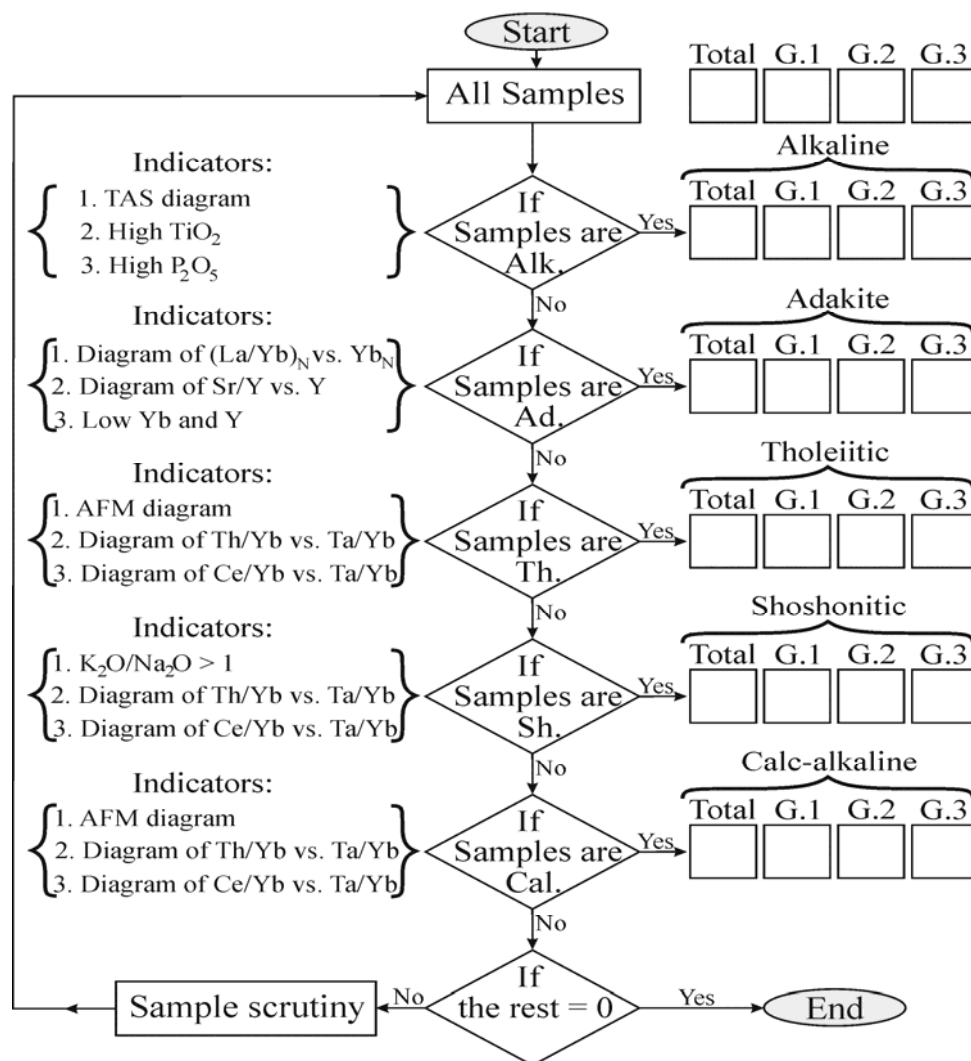 Start
Total G.1 G.2 G.3
All Samples
Indicators:
1. TAS diagram
2. High TiO₂
3. High P₂O₅
If
Samples are
Alk.
Yes
No
Alkaline
Total G.1 G.2 G.3
Indicators:
1. Diagram of (La/Yb)N vs. YbN
2. Diagram of Sr/Y vs. Y
3. Low Yb and Y
If
Samples are
Ad.
Yes
No
Adakite
Total G.1 G.2 G.3
Indicators:
1. AFM diagram
2. Diagram of Th/Yb vs. Ta/Yb
3. Diagram of Ce/Yb vs. Ta/Yb
If
Samples are
Th.
Yes
No
Tholeiitic
Total G.1 G.2 G.3
Indicators:
1. K₂O/Na₂O > 1
2. Diagram of Th/Yb vs. Ta/Yb
3. Diagram of Ce/Yb vs. Ta/Yb
If
Samples are
Sh.
Yes
No
Shoshonitic
Total G.1 G.2 G.3
Indicators:
1. AFM diagram
2. Diagram of Th/Yb vs. Ta/Yb
3. Diagram of Ce/Yb vs. Ta/Yb
If
Samples are
Cal.
Yes
No
Calc-alkaline
Total G.1 G.2 G.3
Sample scrutiny
No
If
the rest = 0
Yes
End